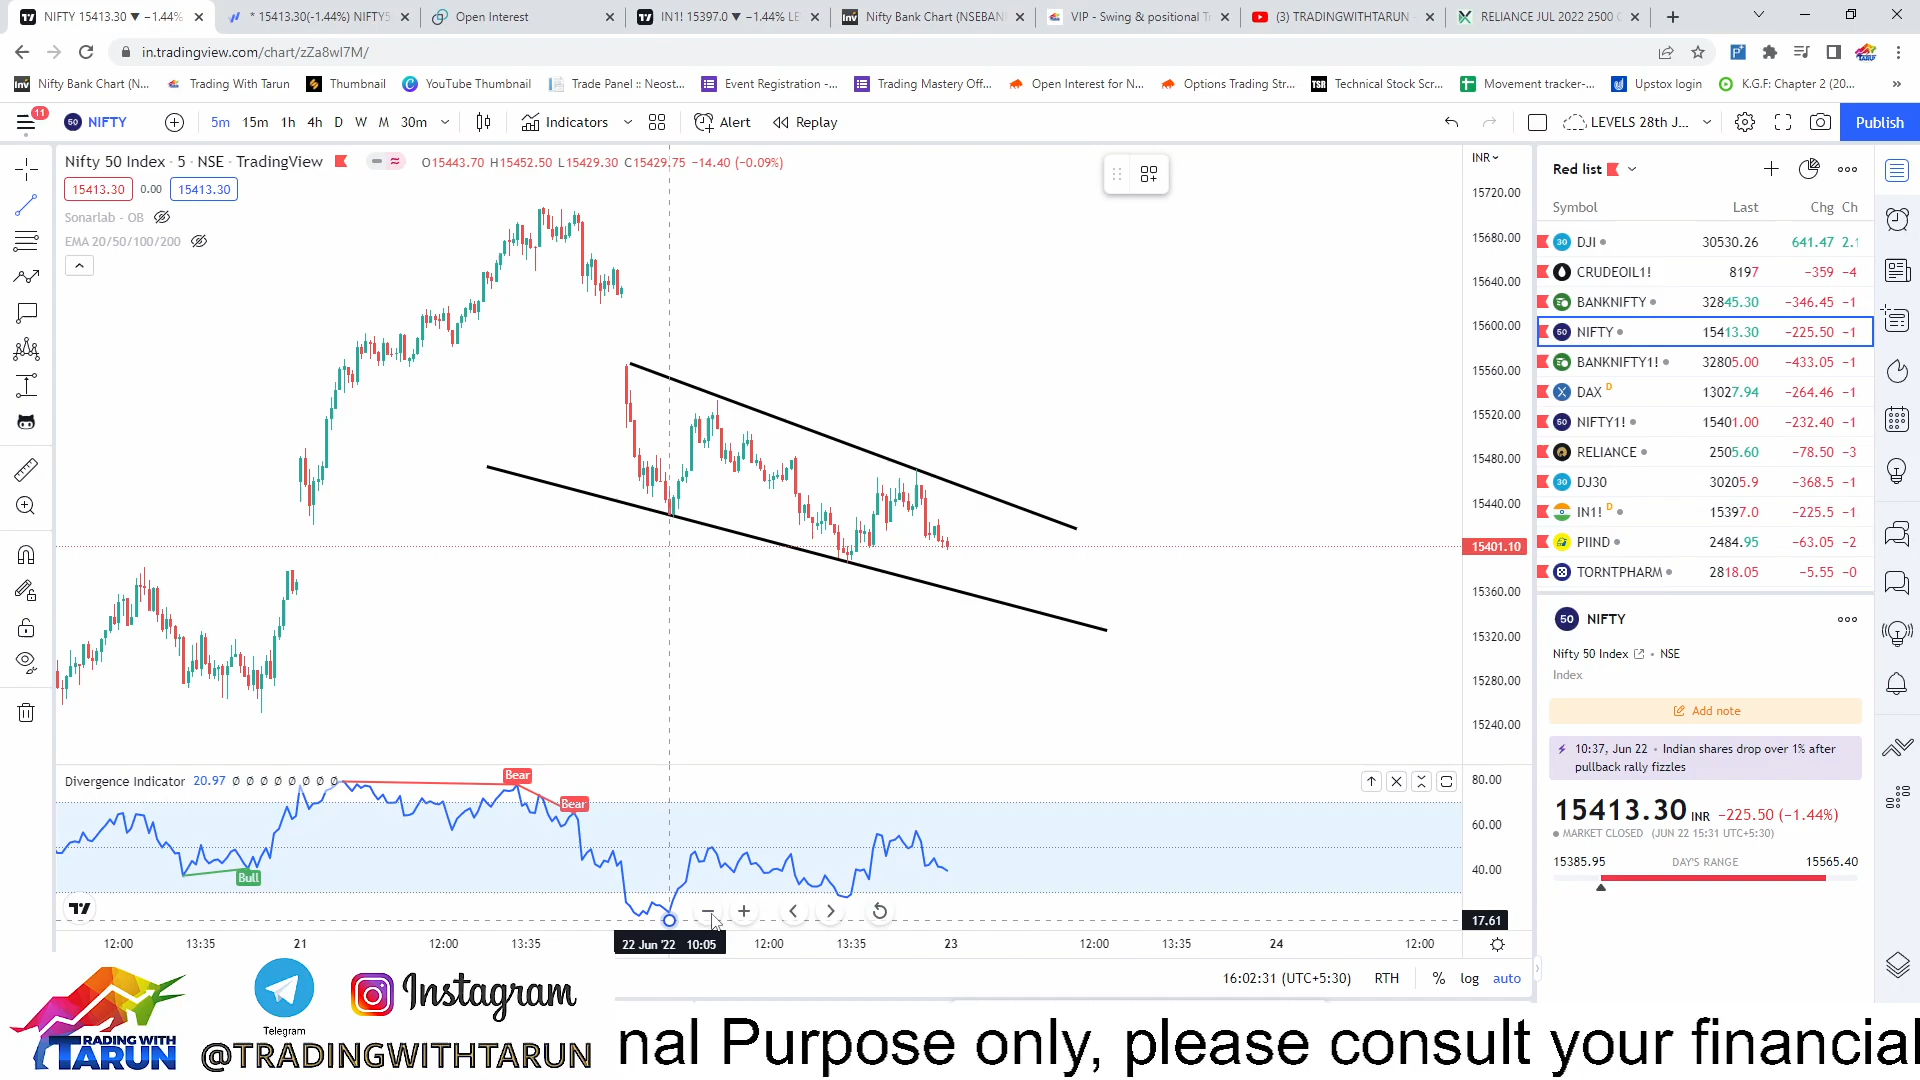 NIFTY 15413.30 ▼ −1.44%
* 15413.30(-1.44%) NIFTY5
Open Interest
IN1! 15397.0 ▼ −1.44% LE
Nifty Bank Chart (NSEBAN
VIP - Swing & positional Tr
(3) TRADINGWITHTARUN
RELIANCE JUL 2022 2500 C
in.tradingview.com/chart/zZa8wI7M/
Nifty Bank Chart (N...
Trading With Tarun
Thumbnail
YouTube Thumbnail
Trade Panel :: Neost...
Event Registration -...
Trading Mastery Off...
Open Interest for N...
Options Trading Str...
Technical Stock Scr...
Movement tracker-...
Upstox login
K.G.F: Chapter 2 (20...
11
NIFTY
5m 15m 1h 4h D W M 30m
Indicators
Alert
Replay
LEVELS 28th J...
Publish
Nifty 50 Index · 5 · NSE · TradingView
O15443.70 H15452.50 L15429.30 C15429.75 −14.40 (−0.09%)
15413.30 0.00 15413.30
Sonarlab - OB
EMA 20/50/100/200
INR
15720.00
15680.00
15640.00
15600.00
15560.00
15520.00
15480.00
15440.00
15401.10
15360.00
15320.00
15280.00
15240.00
Divergence Indicator 20.97 ∅ ∅ ∅ ∅ ∅ ∅ ∅ ∅
Bear
Bear
Bull
80.00
60.00
40.00
17.61
12:00 13:35 21 12:00 13:35 22 Jun '22 10:05 12:00 13:35 23 12:00 13:35 24 12:00
16:02:31 (UTC+5:30) RTH % log auto
Red list
Symbol Last Chg Ch
DJI 30530.26 641.47 2.1
CRUDEOIL1! 8197 −359 −4
BANKNIFTY 32845.30 −346.45 −1
NIFTY 15413.30 −225.50 −1
BANKNIFTY1! 32805.00 −433.05 −1
DAX D 13027.94 −264.46 −1
NIFTY1! 15401.00 −232.40 −1
RELIANCE 2505.60 −78.50 −3
DJ30 30205.9 −368.5 −1
IN1! D 15397.0 −225.5 −1
PIIND 2484.95 −63.05 −2
TORNTPHARM 2818.05 −5.55 −0
50 NIFTY
Nifty 50 Index · NSE
Index
Add note
10:37, Jun 22 · Indian shares drop over 1% after
pullback rally fizzles
15413.30 INR −225.50 (−1.44%)
MARKET CLOSED (JUN 22 15:31 UTC+5:30)
15385.95 DAY'S RANGE 15565.40
TRADING WITH
TARUN
Telegram
Instagram
@TRADINGWITHTARUN
nal Purpose only, please consult your financial